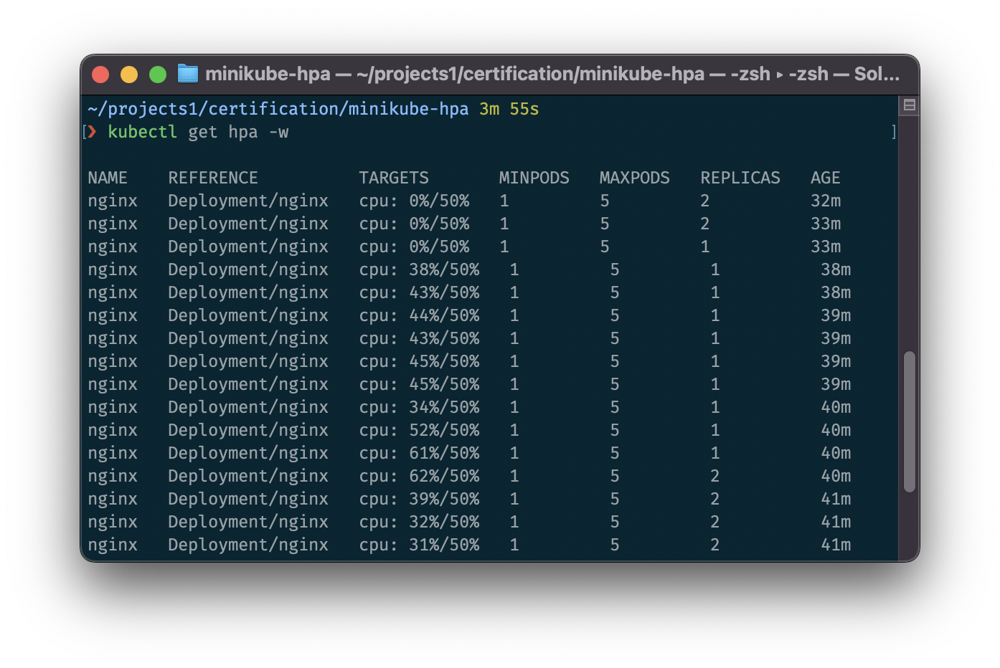 minikube-hpa — ~/projects1/certification/minikube-hpa — -zsh ▸ -zsh — Sol...
~/projects1/certification/minikube-hpa 3m 55s
[❯ kubectl get hpa -w ]
NAME REFERENCE TARGETS MINPODS MAXPODS REPLICAS AGE
nginx Deployment/nginx cpu: 0%/50% 1 5 2 32m
nginx Deployment/nginx cpu: 0%/50% 1 5 2 33m
nginx Deployment/nginx cpu: 0%/50% 1 5 1 33m
nginx Deployment/nginx cpu: 38%/50% 1 5 1 38m
nginx Deployment/nginx cpu: 43%/50% 1 5 1 38m
nginx Deployment/nginx cpu: 44%/50% 1 5 1 39m
nginx Deployment/nginx cpu: 43%/50% 1 5 1 39m
nginx Deployment/nginx cpu: 45%/50% 1 5 1 39m
nginx Deployment/nginx cpu: 45%/50% 1 5 1 39m
nginx Deployment/nginx cpu: 34%/50% 1 5 1 40m
nginx Deployment/nginx cpu: 52%/50% 1 5 1 40m
nginx Deployment/nginx cpu: 61%/50% 1 5 1 40m
nginx Deployment/nginx cpu: 62%/50% 1 5 2 40m
nginx Deployment/nginx cpu: 39%/50% 1 5 2 41m
nginx Deployment/nginx cpu: 32%/50% 1 5 2 41m
nginx Deployment/nginx cpu: 31%/50% 1 5 2 41m